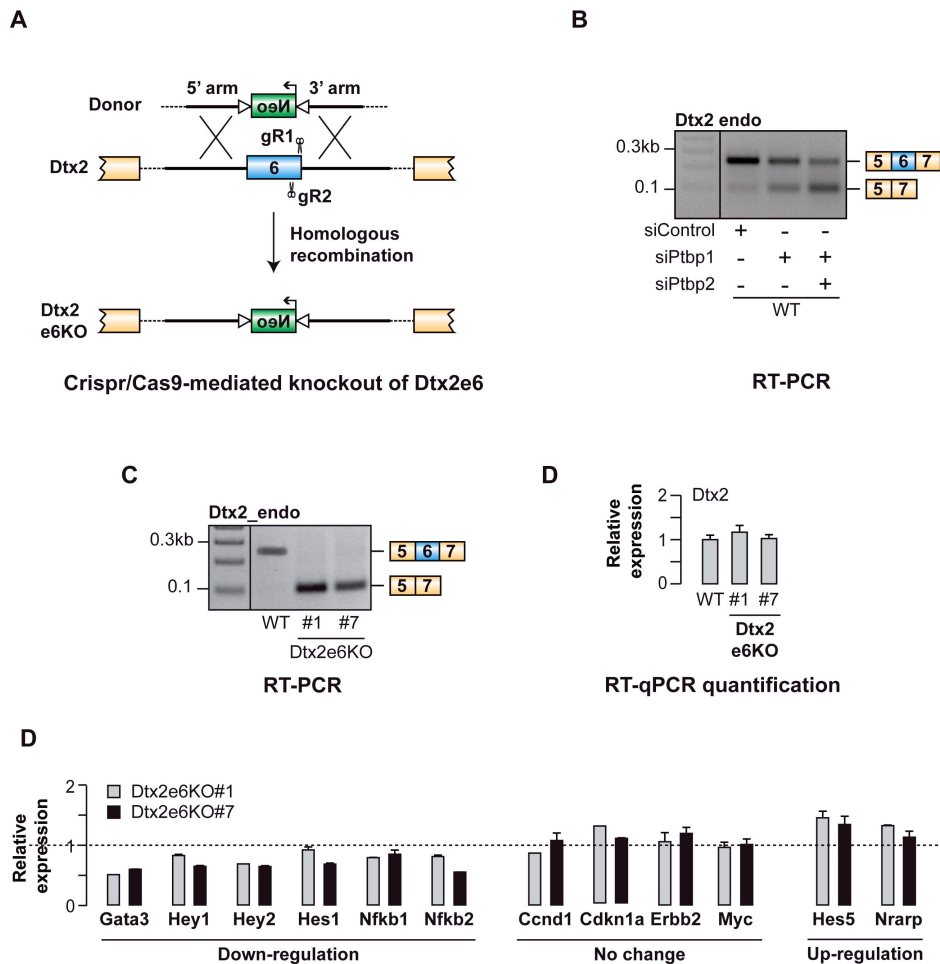 A
5' arm
Neo
3' arm
Donor
gR1
Dtx2
6
gR2
Homologous
recombination
Dtx2
e6KO
Neo
Crispr/Cas9-mediated knockout of Dtx2e6
B
Dtx2 endo
0.3kb
0.1
5 6 7
5 7
siControl + - -
siPtbp1 - + +
siPtbp2 - - +
WT
RT-PCR
C
Dtx2_endo
0.3kb
0.1
5 6 7
5 7
WT #1 #7
Dtx2e6KO
RT-PCR
D
Relative
expression
2
1
0
Dtx2
WT #1 #7
Dtx2
e6KO
RT-qPCR quantification
D
Relative
expression
2
1
0
Dtx2e6KO#1
Dtx2e6KO#7
Gata3 Hey1 Hey2 Hes1 Nfkb1 Nfkb2 Ccnd1 Cdkn1a Erbb2 Myc Hes5 Nrarp
Down-regulation No change Up-regulation